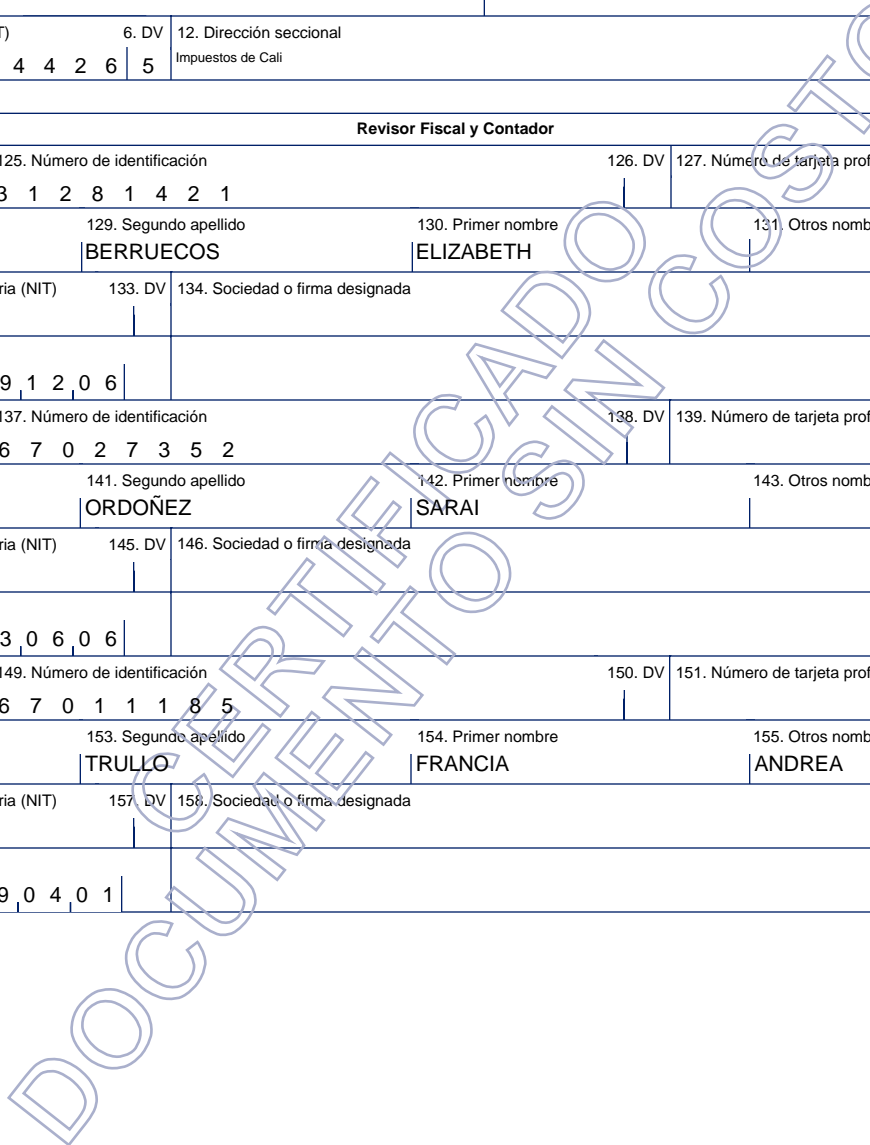 T) 6. DV 12. Dirección seccional
4 4 2 6 5 Impuestos de Cali
Revisor Fiscal y Contador
125. Número de identificación 126. DV 127. Número de tarjeta prof
3 1 2 8 1 4 2 1
129. Segundo apellido 130. Primer nombre 131. Otros nomb
BERRUECOS ELIZABETH
ria (NIT) 133. DV 134. Sociedad o firma designada
9 1 2 0 6
137. Número de identificación 138. DV 139. Número de tarjeta prof
6 7 0 2 7 3 5 2
141. Segundo apellido 142. Primer nombre 143. Otros nomb
ORDOÑEZ SARAI
ria (NIT) 145. DV 146. Sociedad o firma designada
3 0 6 0 6
149. Número de identificación 150. DV 151. Número de tarjeta prof
6 7 0 1 1 1 8 5
153. Segundo apellido 154. Primer nombre 155. Otros nomb
TRULLO FRANCIA ANDREA
ria (NIT) 157. DV 158. Sociedad o firma designada
9 0 4 0 1
CERTIFICADO
DOCUMENTO SIN COSTO